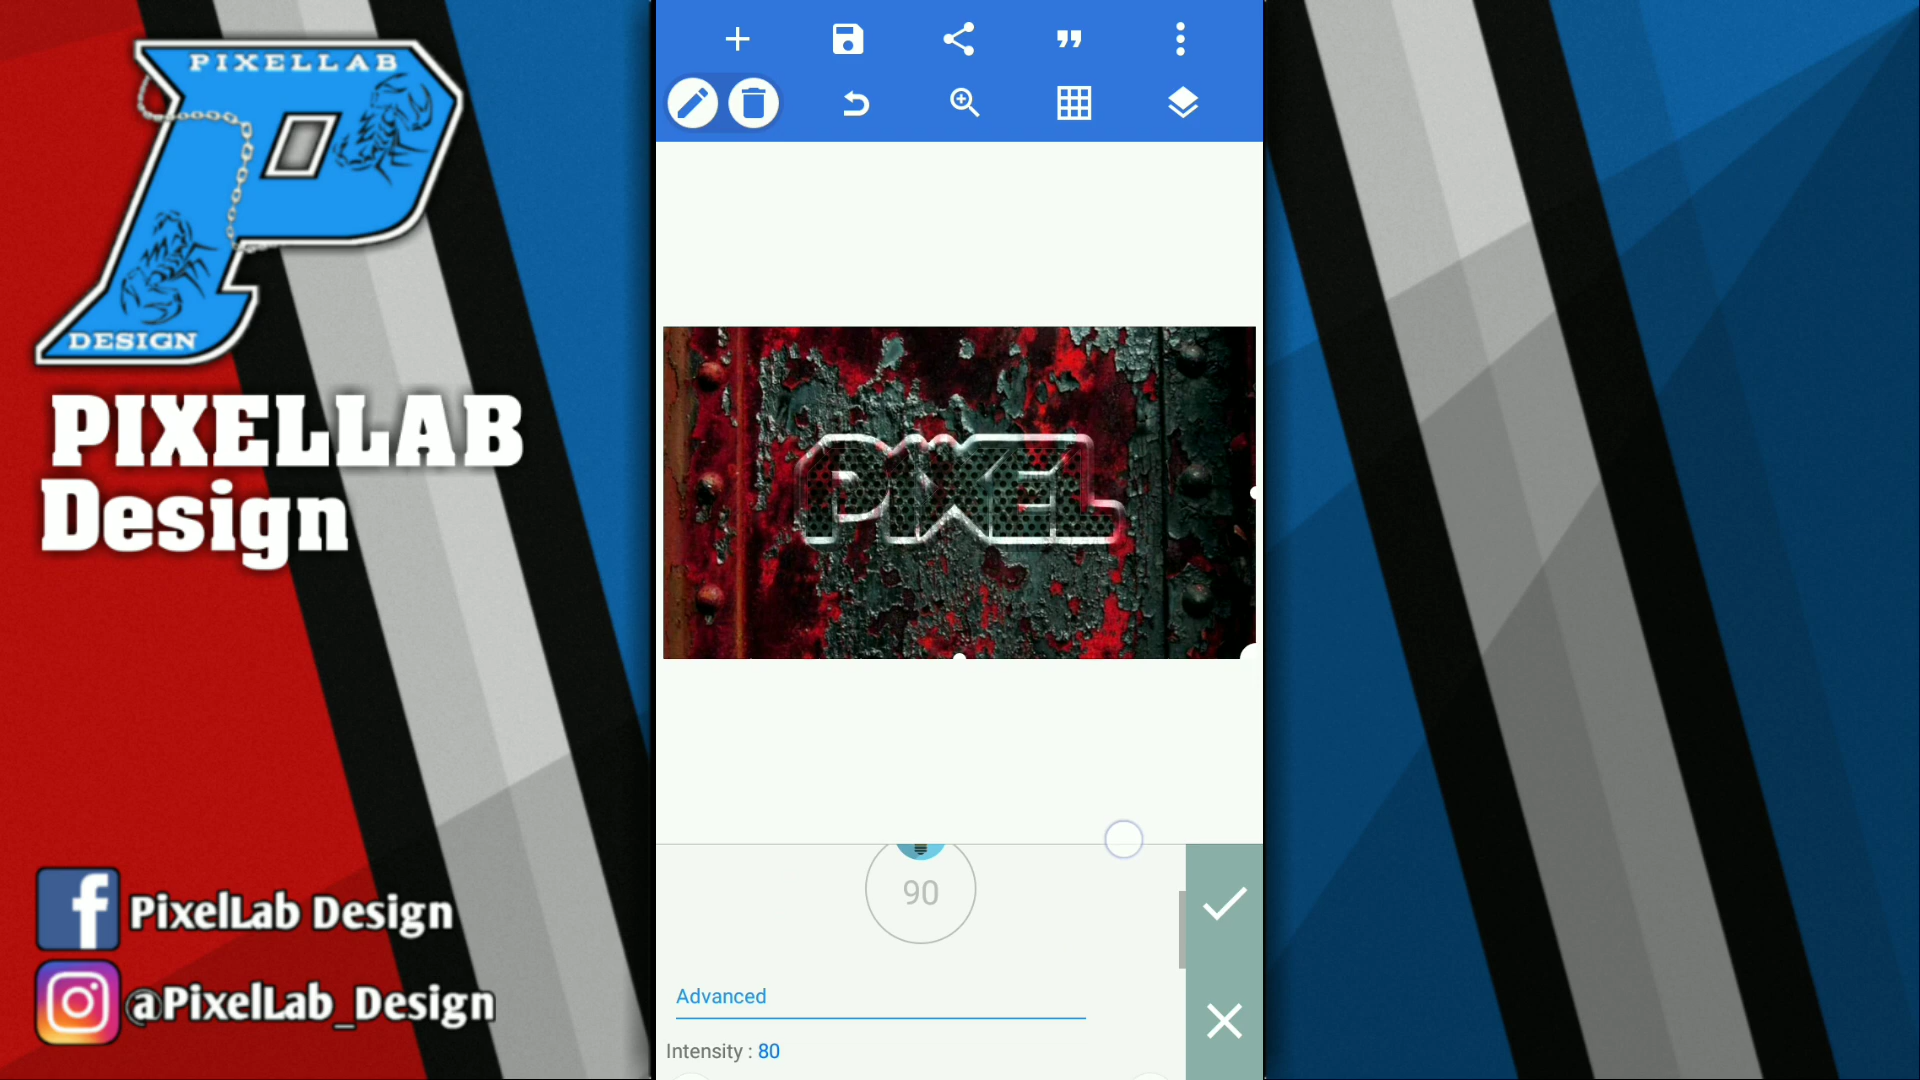 PIXELLAB
DESIGN
PIXELLAB
Design
PIXEL
90
Advanced
Intensity : 80
PixelLab Design
@PixelLab_Design